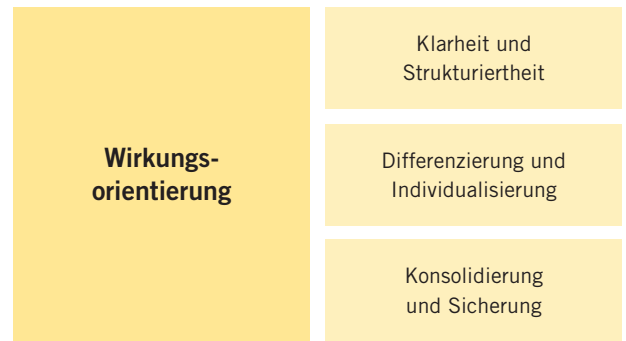 Wirkungs-
orientierung
Klarheit und
Strukturiertheit
Differenzierung und
Individualisierung
Konsolidierung
und Sicherung